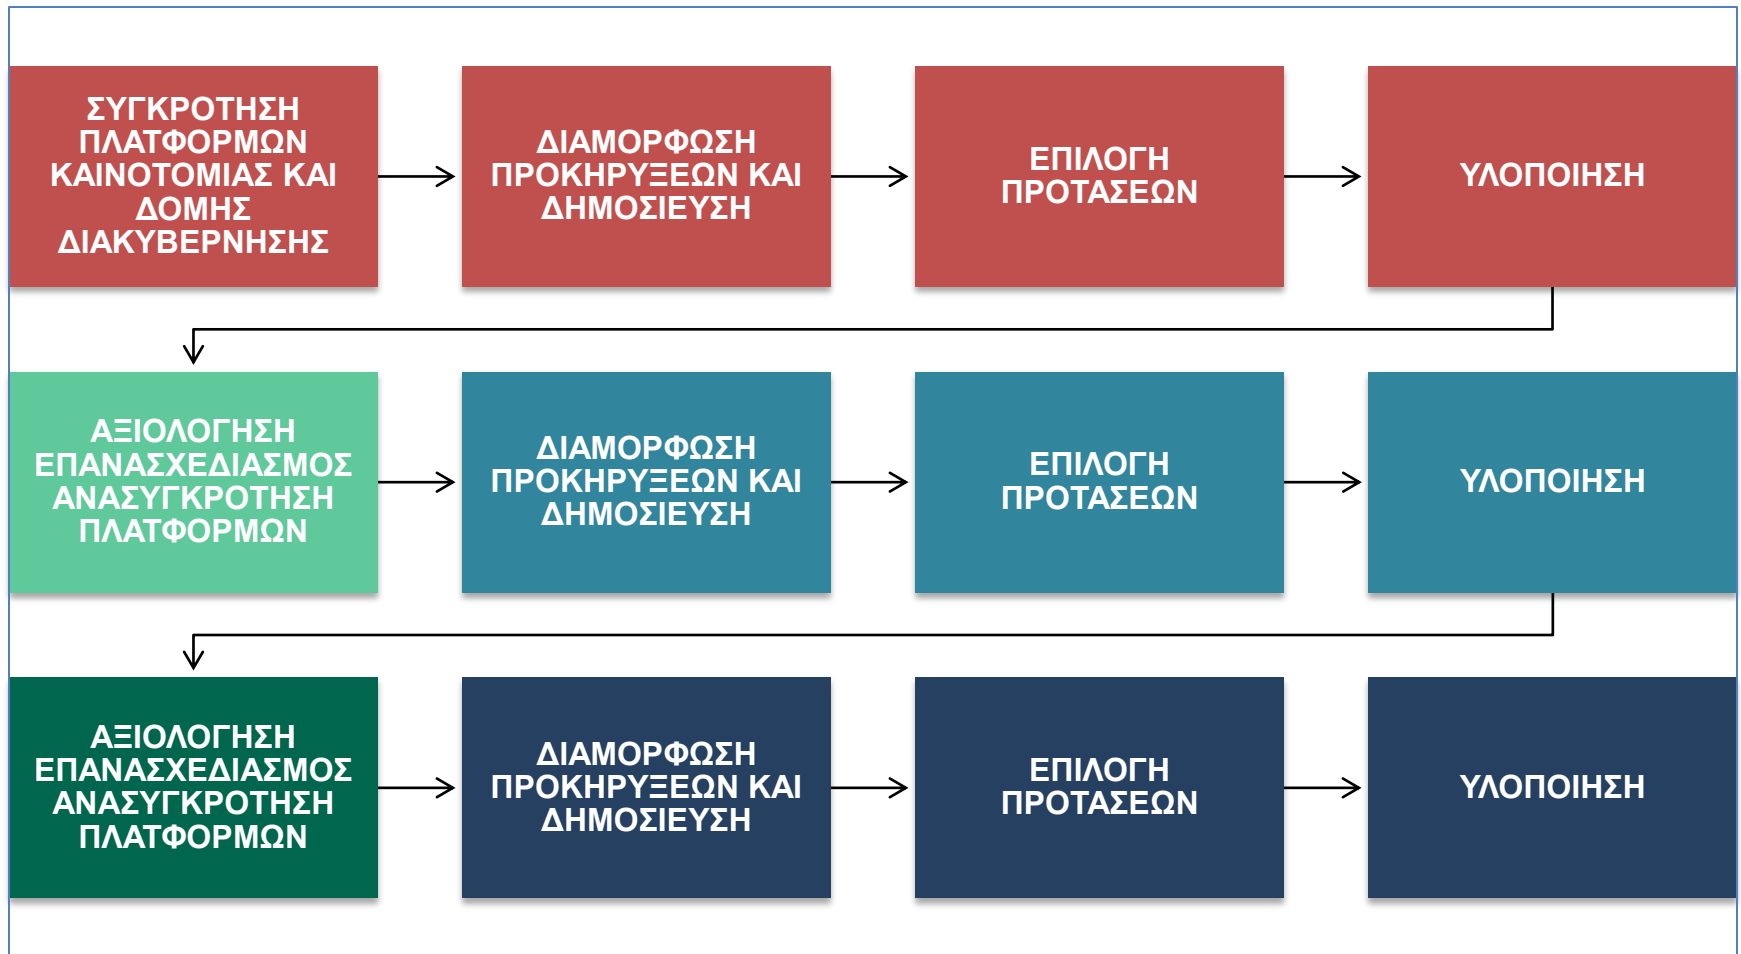 ΣΥΓΚΡΟΤΗΣΗ
ΠΛΑΤΦΟΡΜΩΝ
ΚΑΙΝΟΤΟΜΙΑΣ ΚΑΙ
ΔΟΜΗΣ
ΔΙΑΚΥΒΕΡΝΗΣΗΣ
ΔΙΑΜΟΡΦΩΣΗ
ΠΡΟΚΗΡΥΞΕΩΝ ΚΑΙ
ΔΗΜΟΣΙΕΥΣΗ
ΕΠΙΛΟΓΗ
ΠΡΟΤΑΣΕΩΝ
ΥΛΟΠΟΙΗΣΗ
ΑΞΙΟΛΟΓΗΣΗ
ΕΠΑΝΑΣΧΕΔΙΑΣΜΟΣ
ΑΝΑΣΥΓΚΡΟΤΗΣΗ
ΠΛΑΤΦΟΡΜΩΝ
ΔΙΑΜΟΡΦΩΣΗ
ΠΡΟΚΗΡΥΞΕΩΝ ΚΑΙ
ΔΗΜΟΣΙΕΥΣΗ
ΕΠΙΛΟΓΗ
ΠΡΟΤΑΣΕΩΝ
ΥΛΟΠΟΙΗΣΗ
ΑΞΙΟΛΟΓΗΣΗ
ΕΠΑΝΑΣΧΕΔΙΑΣΜΟΣ
ΑΝΑΣΥΓΚΡΟΤΗΣΗ
ΠΛΑΤΦΟΡΜΩΝ
ΔΙΑΜΟΡΦΩΣΗ
ΠΡΟΚΗΡΥΞΕΩΝ ΚΑΙ
ΔΗΜΟΣΙΕΥΣΗ
ΕΠΙΛΟΓΗ
ΠΡΟΤΑΣΕΩΝ
ΥΛΟΠΟΙΗΣΗ